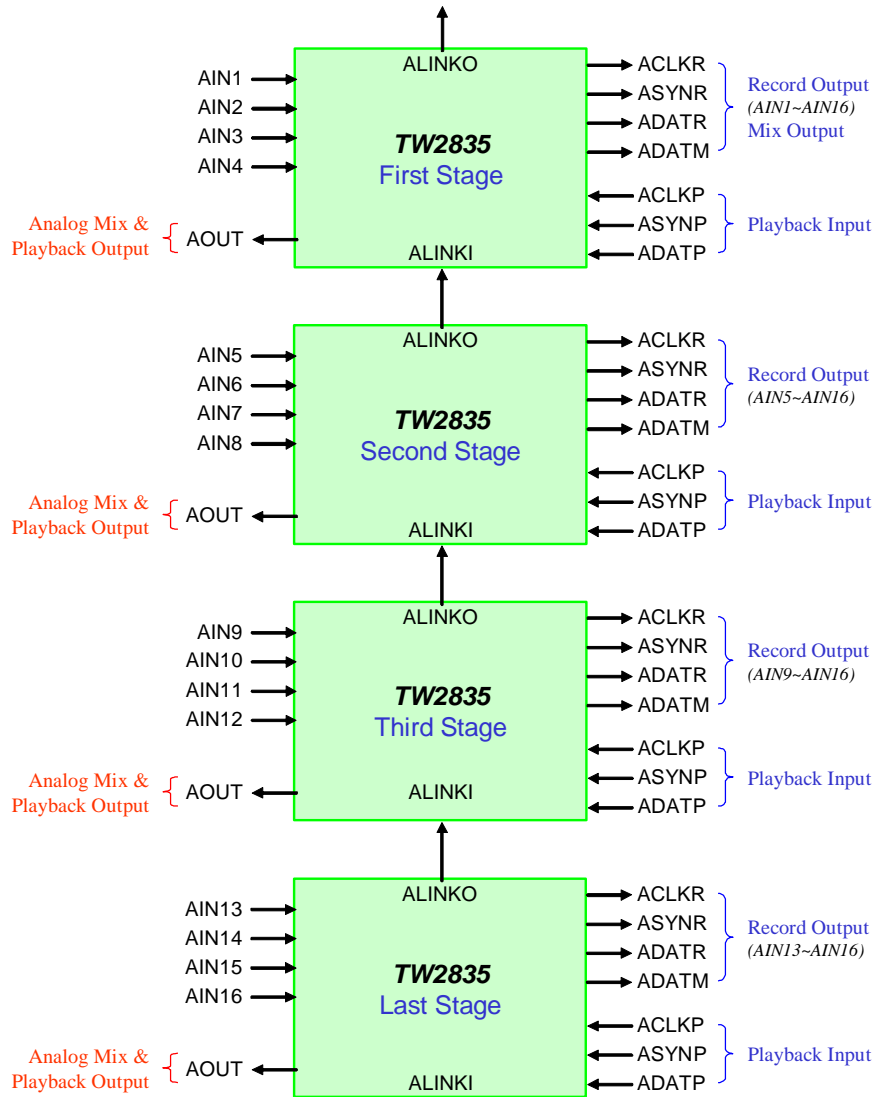 ALINKO
AIN1
AIN2
AIN3
AIN4
TW2835
First Stage
ACLKR
ASYNR
ADATR
ADATM
Record Output
(AIN1~AIN16)
Mix Output
ACLKP
ASYNP
ADATP
Playback Input
Analog Mix &
Playback Output
AOUT
ALINKI
ALINKO
AIN5
AIN6
AIN7
AIN8
TW2835
Second Stage
ACLKR
ASYNR
ADATR
ADATM
Record Output
(AIN5~AIN16)
ACLKP
ASYNP
ADATP
Playback Input
Analog Mix &
Playback Output
AOUT
ALINKI
ALINKO
AIN9
AIN10
AIN11
AIN12
TW2835
Third Stage
ACLKR
ASYNR
ADATR
ADATM
Record Output
(AIN9~AIN16)
ACLKP
ASYNP
ADATP
Playback Input
Analog Mix &
Playback Output
AOUT
ALINKI
ALINKO
AIN13
AIN14
AIN15
AIN16
TW2835
Last Stage
ACLKR
ASYNR
ADATR
ADATM
Record Output
(AIN13~AIN16)
ACLKP
ASYNP
ADATP
Playback Input
Analog Mix &
Playback Output
AOUT
ALINKI